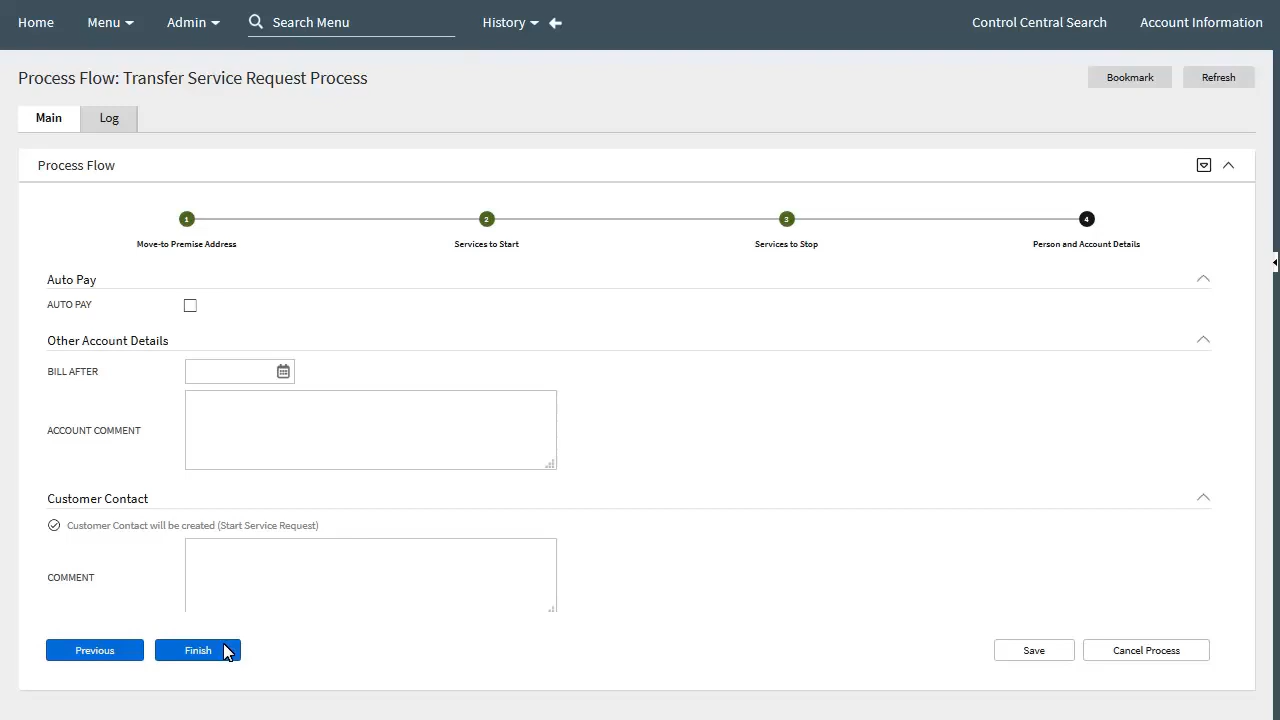 Home Menu Admin Search Menu History Control Central Search Account Information
Process Flow: Transfer Service Request Process Bookmark Refresh
Main Log
Process Flow
1 2 3 4
Move-to Premise Address Services to Start Services to Stop Person and Account Details
Auto Pay
AUTO PAY
Other Account Details
BILL AFTER
ACCOUNT COMMENT
Customer Contact
Customer Contact will be created (Start Service Request)
COMMENT
Previous Finish Save Cancel Process